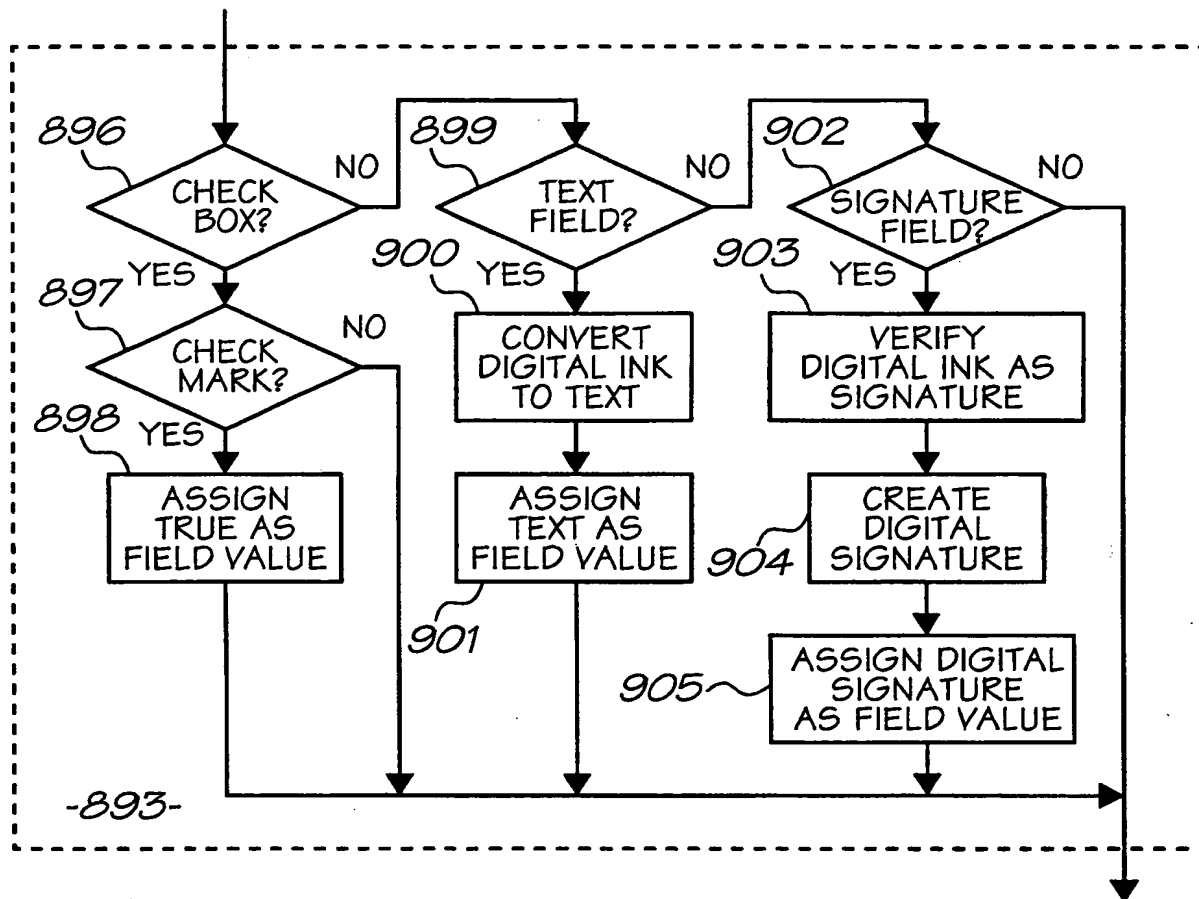 896
CHECK
BOX?
NO
YES
897
CHECK
MARK?
NO
YES
898
ASSIGN
TRUE AS
FIELD VALUE
899
TEXT
FIELD?
NO
YES
900
CONVERT
DIGITAL INK
TO TEXT
ASSIGN
TEXT AS
FIELD VALUE
901
902
SIGNATURE
FIELD?
NO
YES
903
VERIFY
DIGITAL INK AS
SIGNATURE
CREATE
DIGITAL
SIGNATURE
904
ASSIGN DIGITAL
SIGNATURE
AS FIELD VALUE
905
-893-